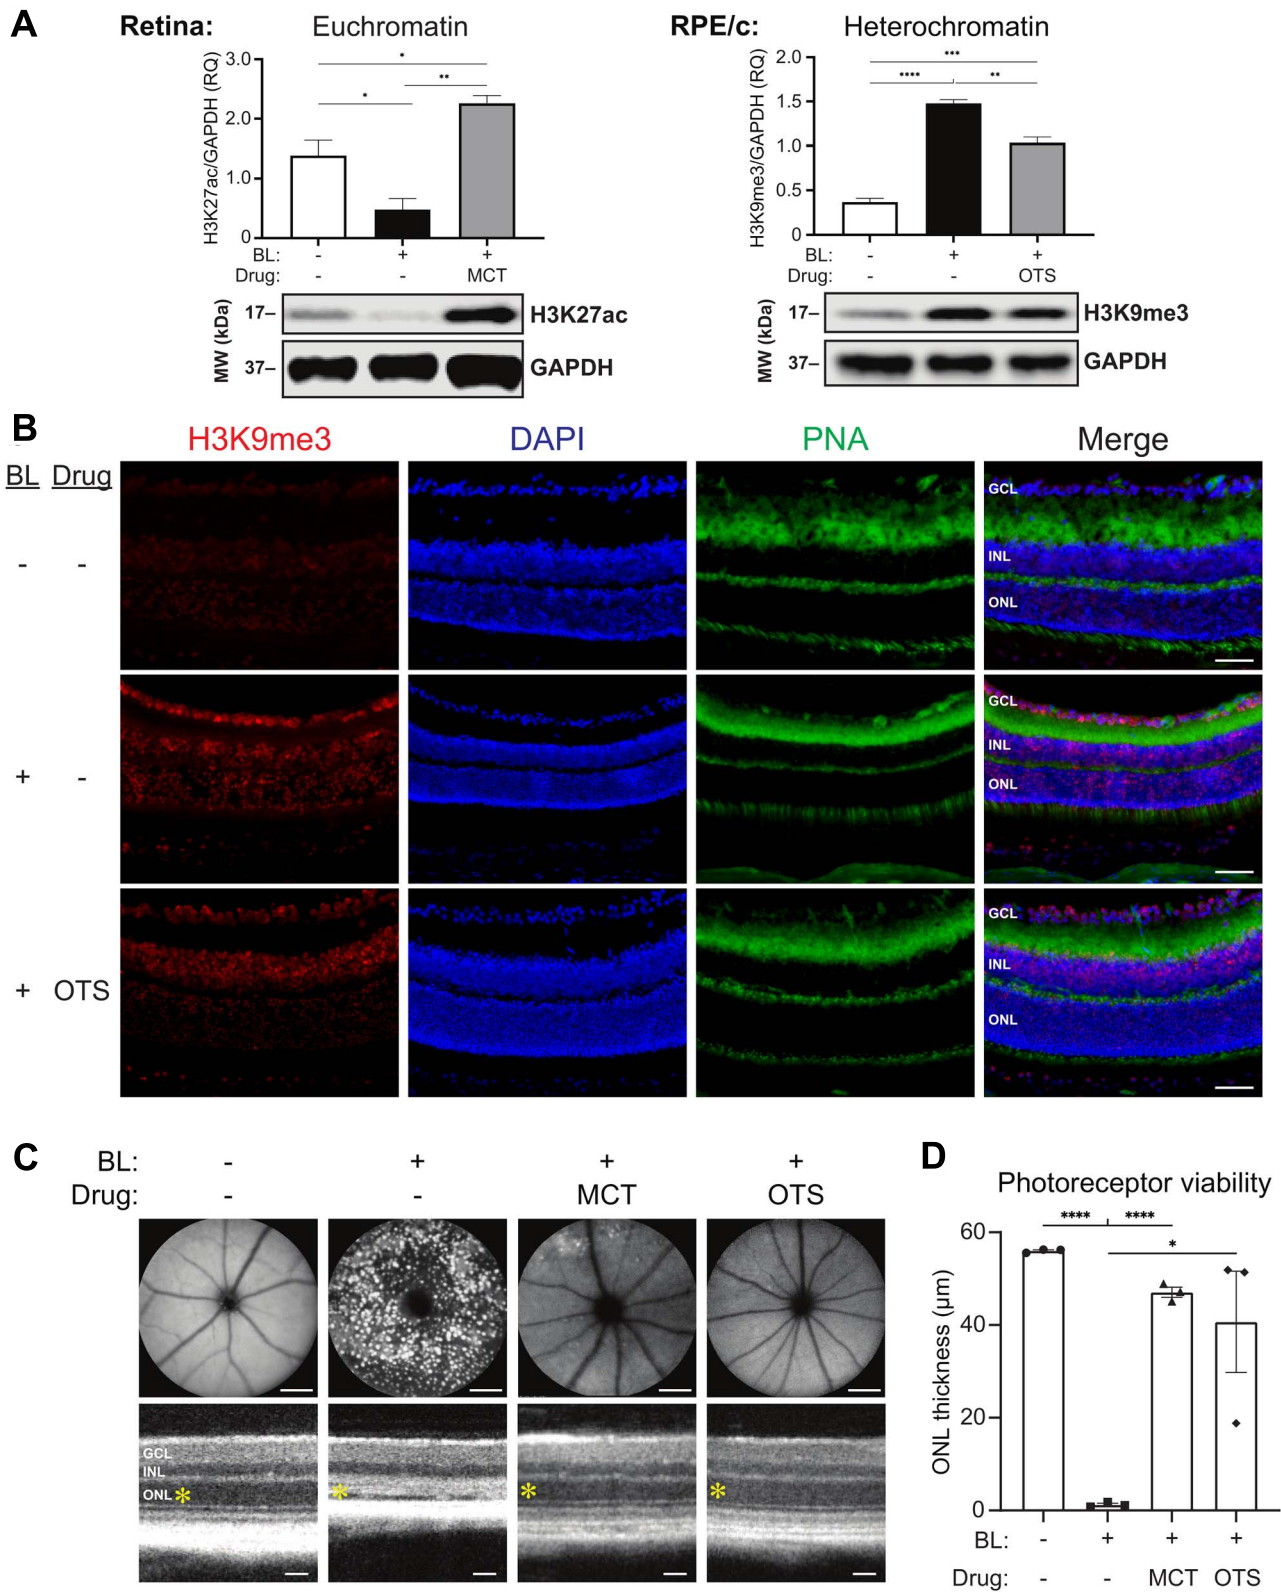 A
Retina: Euchromatin
H3K27ac/GAPDH (RQ)
3.0
2.0
1.0
0
*
**
*
BL: - + +
Drug: - - MCT
MW (kDa)
17– H3K27ac
37– GAPDH
RPE/c: Heterochromatin
H3K9me3/GAPDH (RQ)
2.0
1.5
1.0
0.5
0
***
**** **
BL: - + +
Drug: - - OTS
MW (kDa)
17– H3K9me3
37– GAPDH
B
H3K9me3 DAPI PNA Merge
BL Drug
- -
GCL
INL
ONL
+ -
GCL
INL
ONL
+ OTS
GCL
INL
ONL
C
BL: - + + +
Drug: - - MCT OTS
GCL
INL
ONL * * * *
D
Photoreceptor viability
ONL thickness (µm)
60
40
20
0
**** ****
*
BL: - + + +
Drug: - - MCT OTS